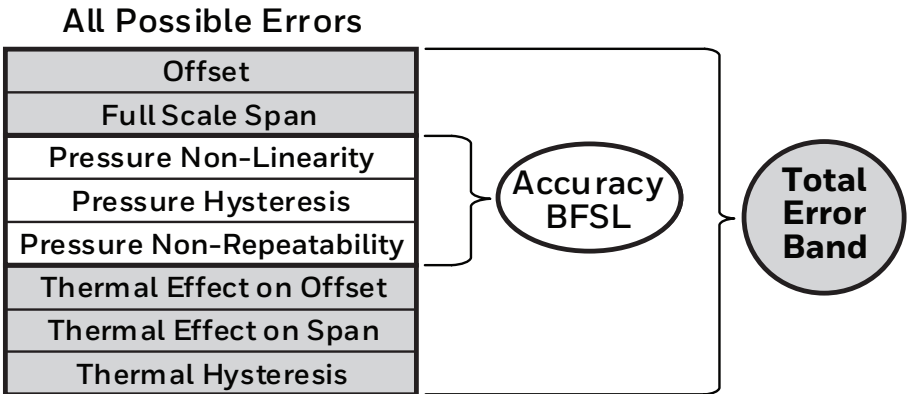 All Possible Errors
Offset
Full Scale Span
Pressure Non-Linearity
Pressure Hysteresis
Pressure Non-Repeatability
Thermal Effect on Offset
Thermal Effect on Span
Thermal Hysteresis
Accuracy
BFSL
Total
Error
Band